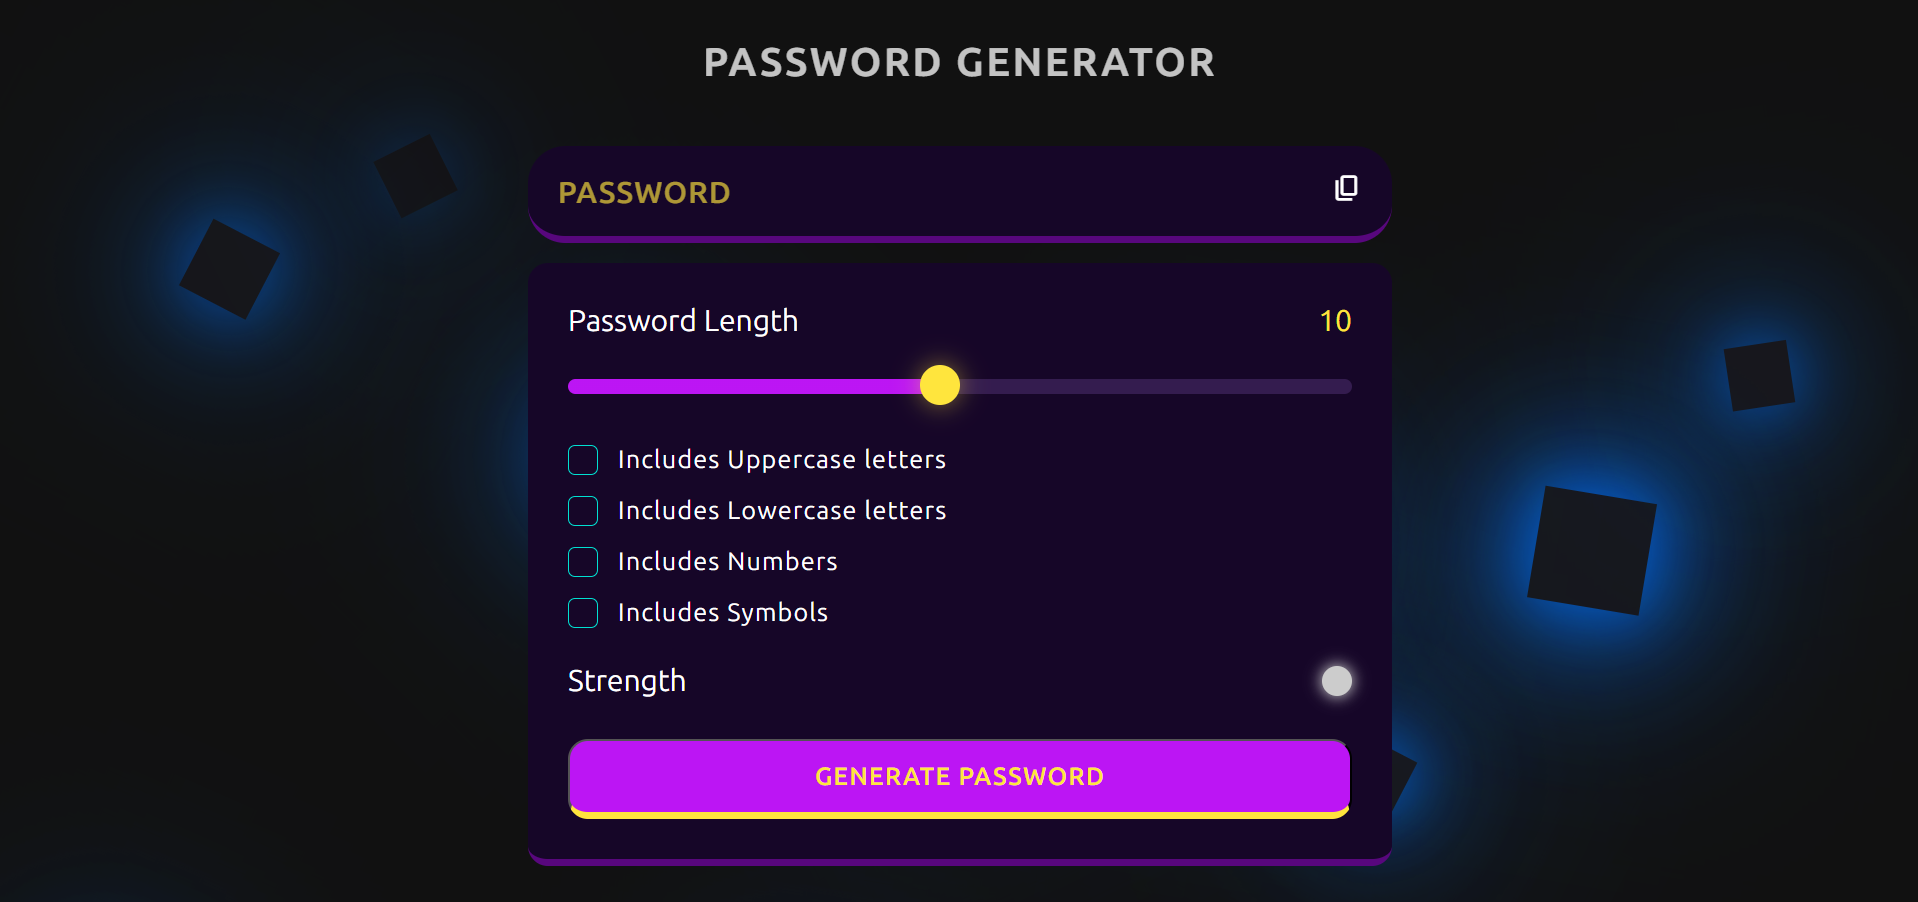 PASSWORD GENERATOR
PASSWORD
Password Length 10
Includes Uppercase letters
Includes Lowercase letters
Includes Numbers
Includes Symbols
Strength
GENERATE PASSWORD